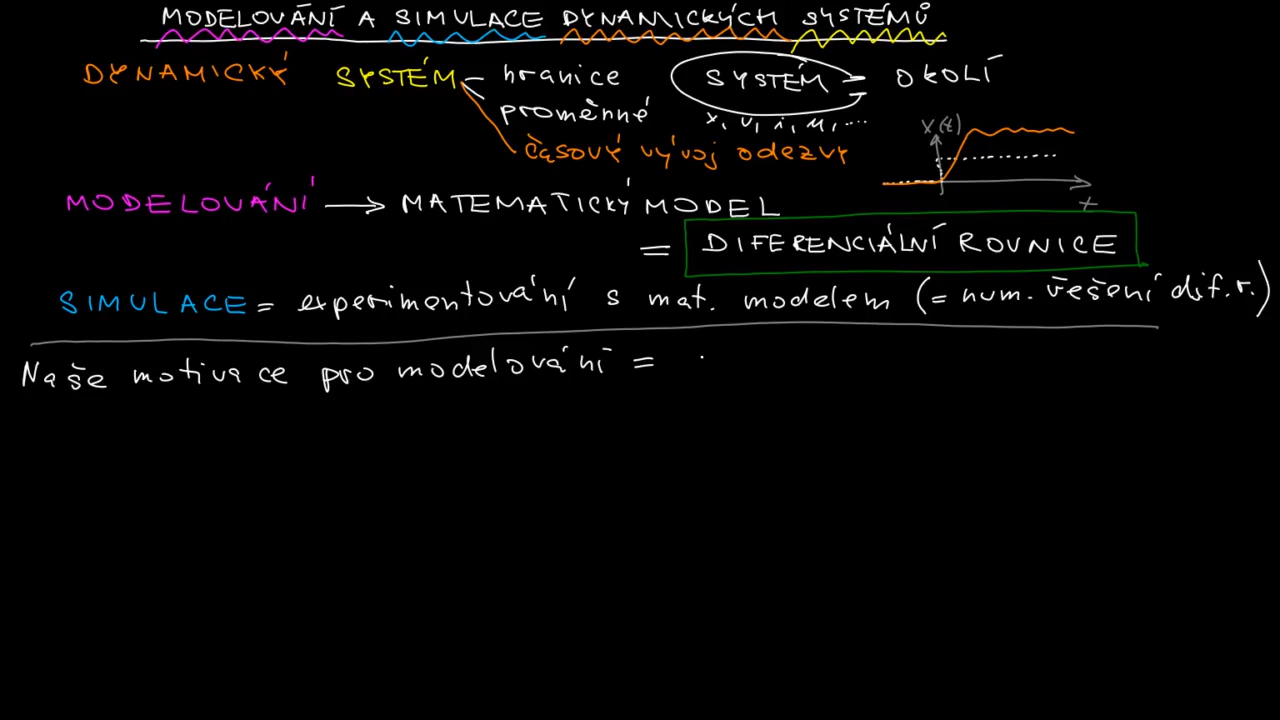 MODELOVÁNÍ A SIMULACE DYNAMICKÝCH SYSTÉMŮ
DYNAMICKÝ SYSTÉM hranice SYSTÉM OKOLÍ
proměnné x, v, i, u, ...
časový vývoj odezvy x(t)
MODELOVÁNÍ → MATEMATICKÝ MODEL t
= DIFERENCIÁLNÍ ROVNICE
SIMULACE = experimentování s mat. modelem (= num. řešení dif. r.)
Naše motivace pro modelování =